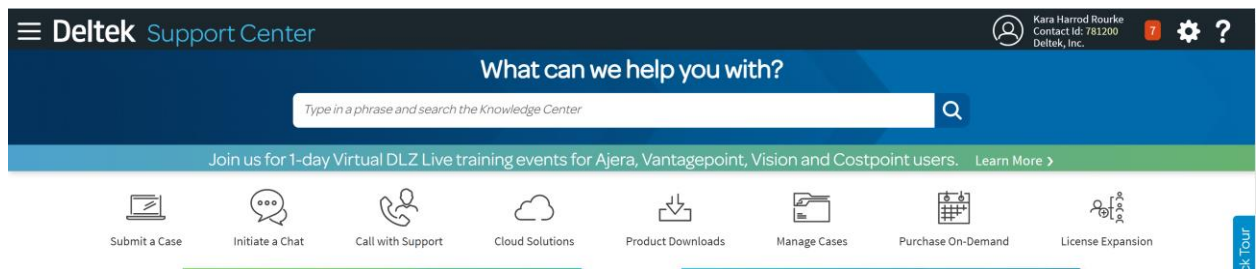 Deltek Support Center
Kara Harrod Rourke
Contact Id: 781200
Deltek, Inc.
7
?
What can we help you with?
Type in a phrase and search the Knowledge Center
Join us for 1-day Virtual DLZ Live training events for Ajera, Vantagepoint, Vision and Costpoint users. Learn More >
Submit a Case
Initiate a Chat
Call with Support
Cloud Solutions
Product Downloads
Manage Cases
Purchase On-Demand
License Expansion
Tour